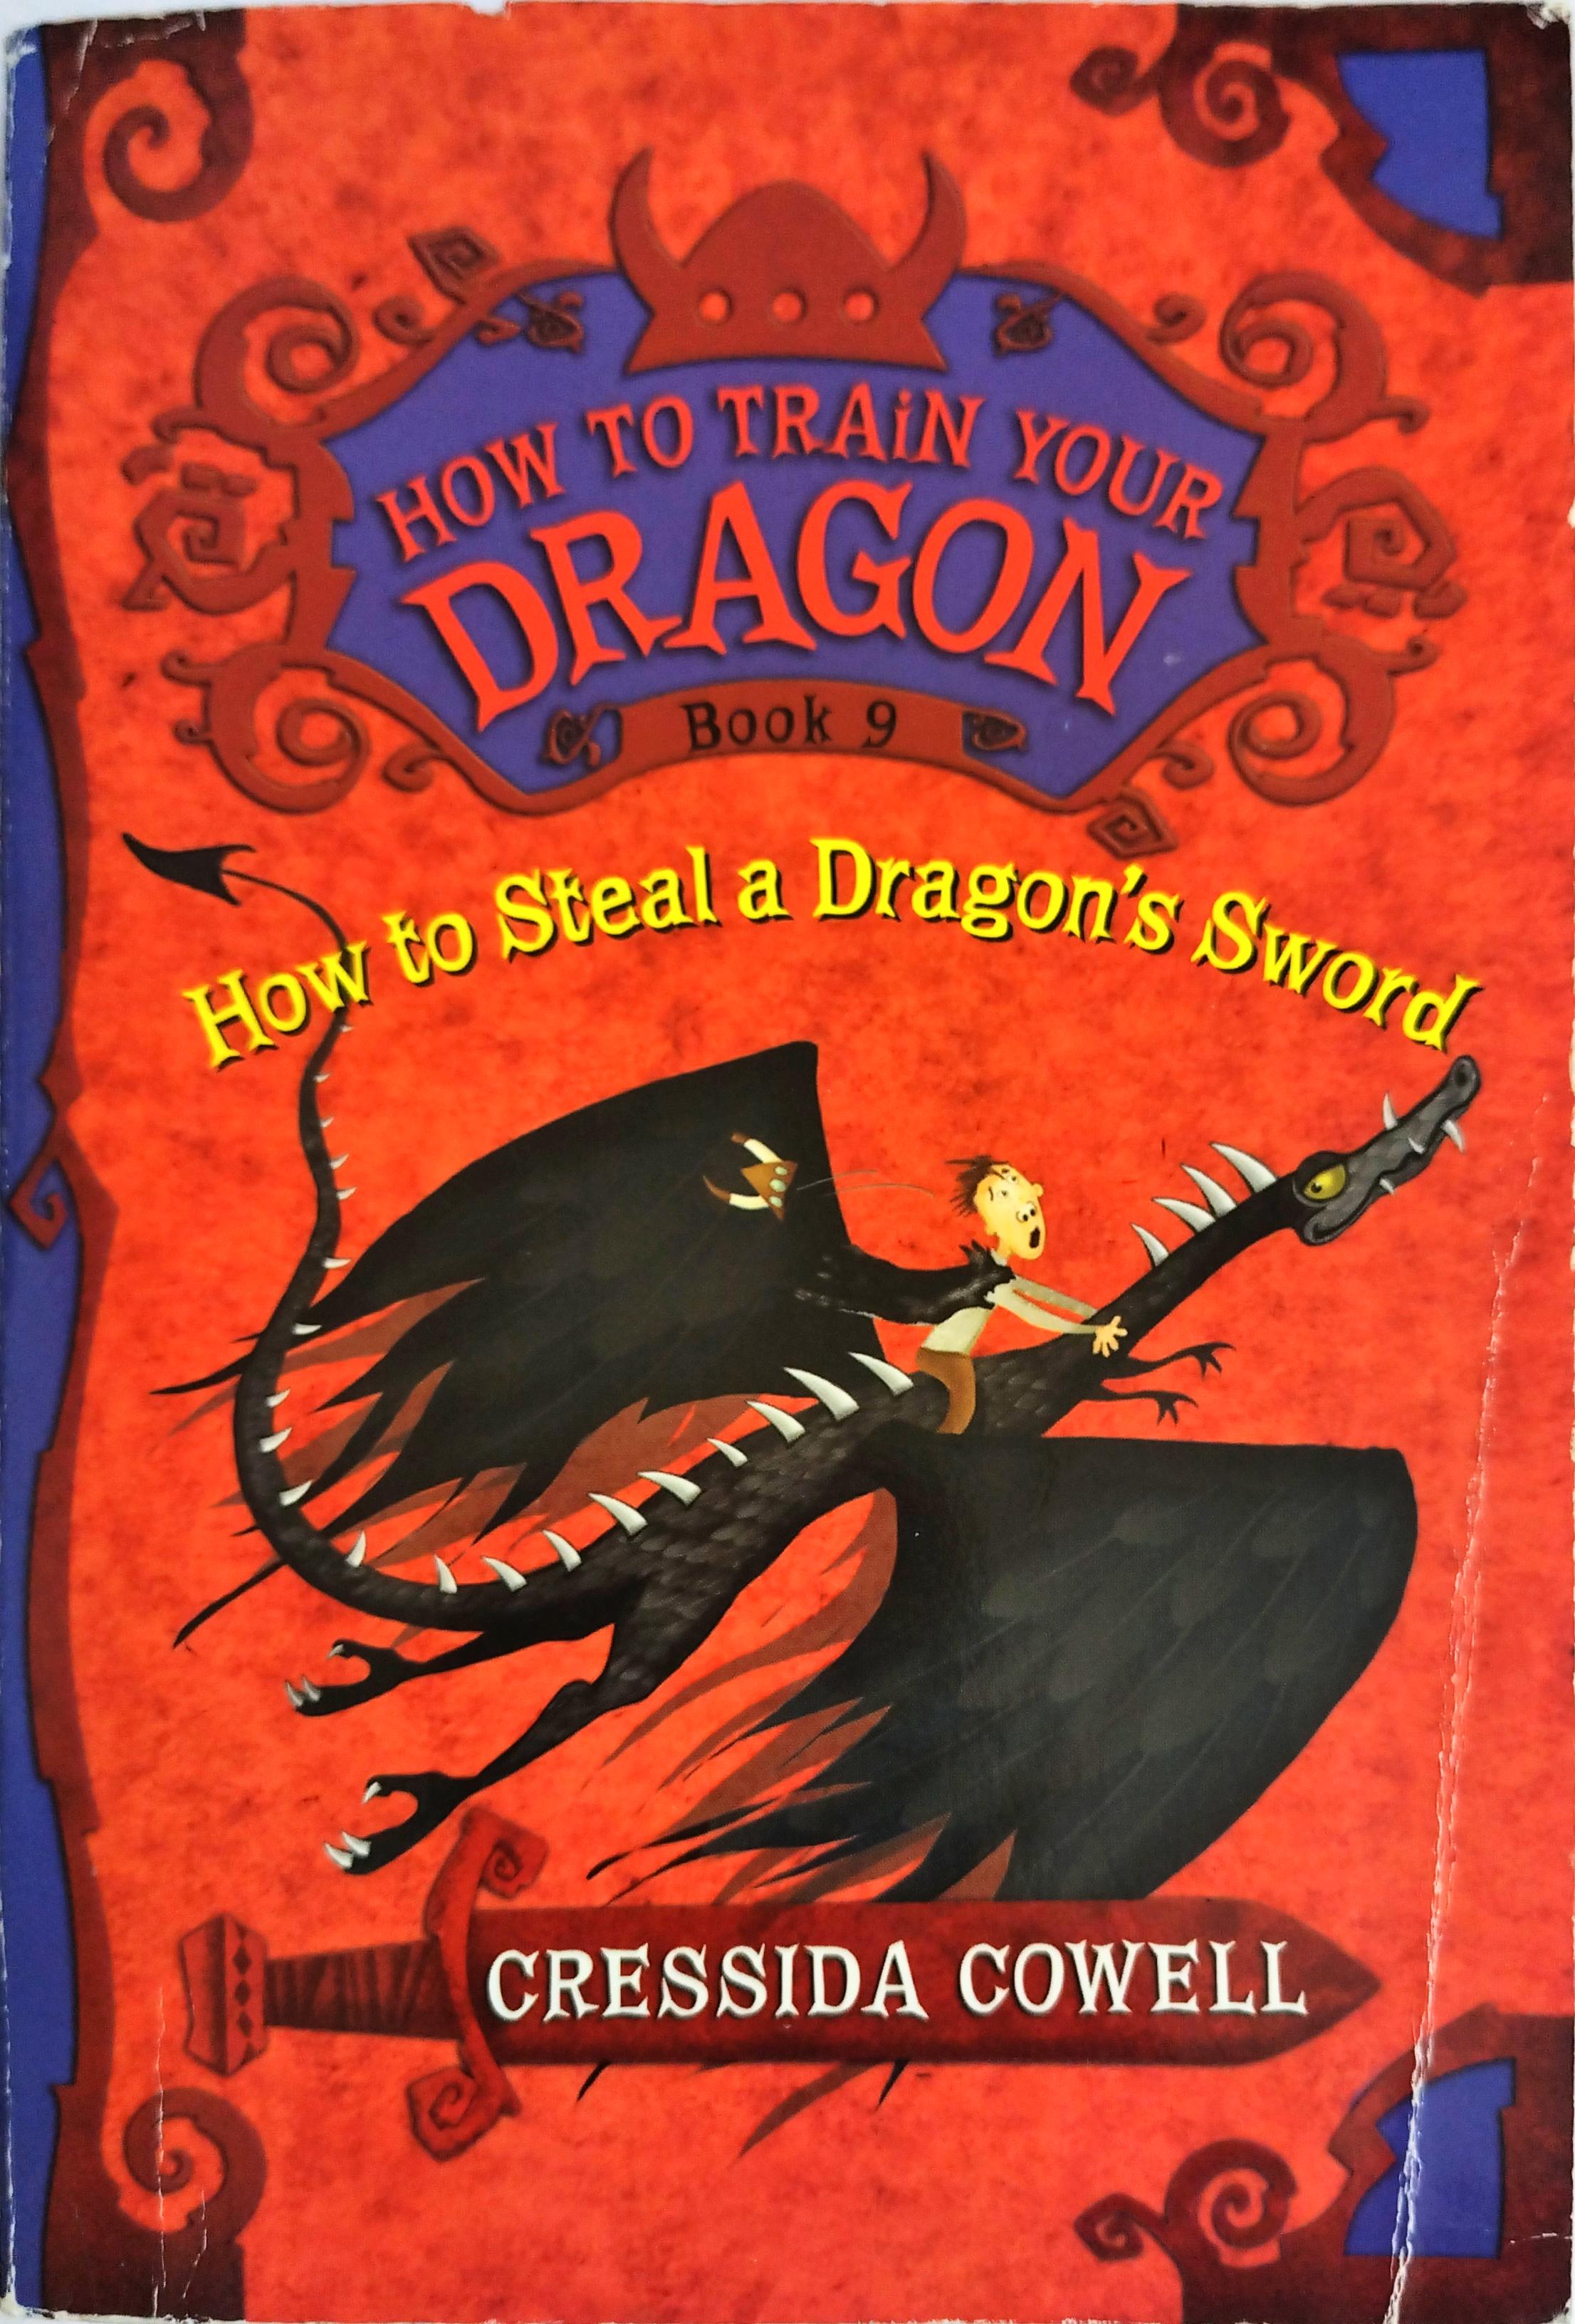 HOW TO TRAiN YOUR
DRAGON
Book 9
How to Steal a Dragon's Sword
CRESSIDA COWELL